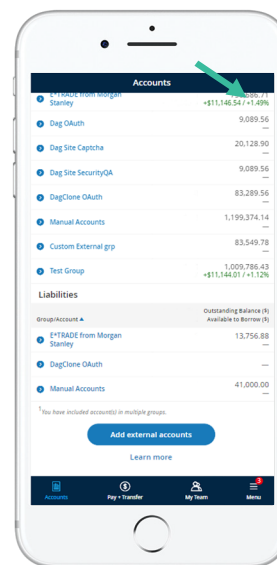 Accounts
E*TRADE from Morgan
Stanley
+$11,146.54 / +1.49%
Dag OAuth
9,089.56
—
Dag Site Captcha
20,128.90
—
Dag Site SecurityQA
9,089.56
—
DagClone OAuth
83,289.56
—
Manual Accounts
1,199,374.14
—
Custom External grp
83,549.78
—
Test Group
1,009,786.43
+$11,144.01 / +1.12%
Liabilities
Outstanding Balance ($)
Group/Account ▲
Available to Borrow ($)
E*TRADE from Morgan
Stanley
13,756.88
—
DagClone OAuth
—
Manual Accounts
41,000.00
—
1You have included account(s) in multiple groups.
Add external accounts
Learn more
3
Accounts
Pay + Transfer
My Team
Menu